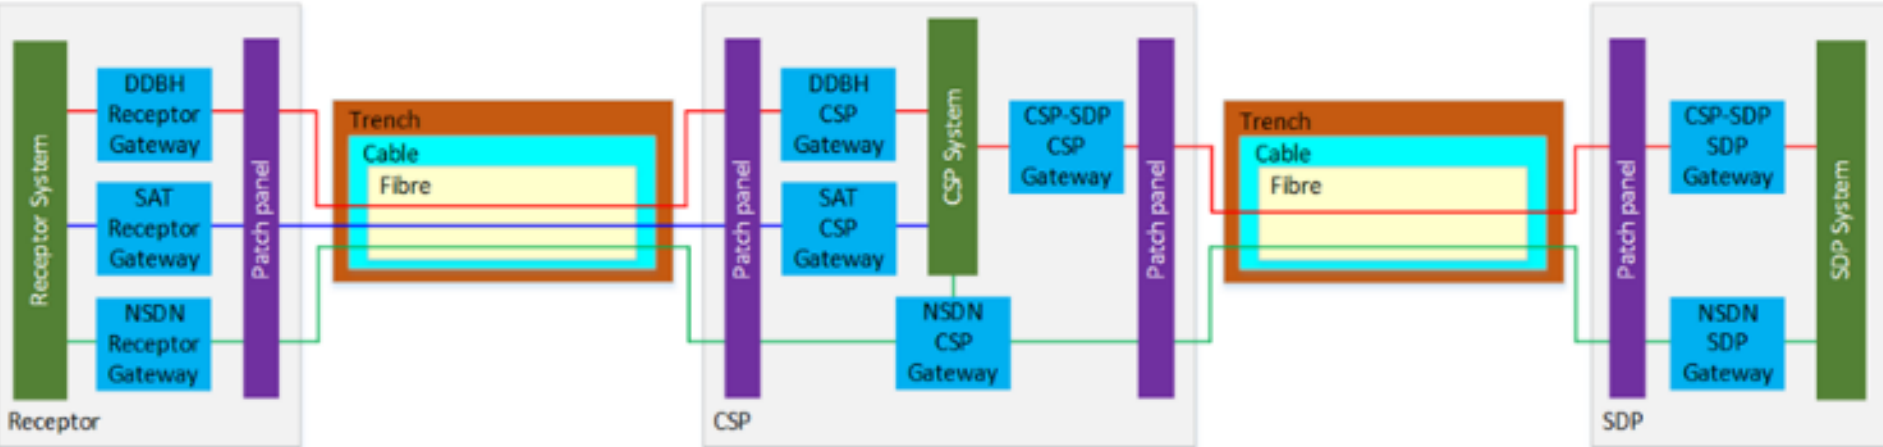 Receptor System
DDBH
Receptor
Gateway
SAT
Receptor
Gateway
NSDN
Receptor
Gateway
Patch panel
Receptor
Trench
Cable
Fibre
Patch panel
DDBH
CSP
Gateway
SAT
CSP
Gateway
CSP System
NSDN
CSP
Gateway
CSP-SDP
CSP
Gateway
Patch panel
CSP
Trench
Cable
Fibre
Patch panel
CSP-SDP
SDP
Gateway
NSDN
SDP
Gateway
SDP System
SDP